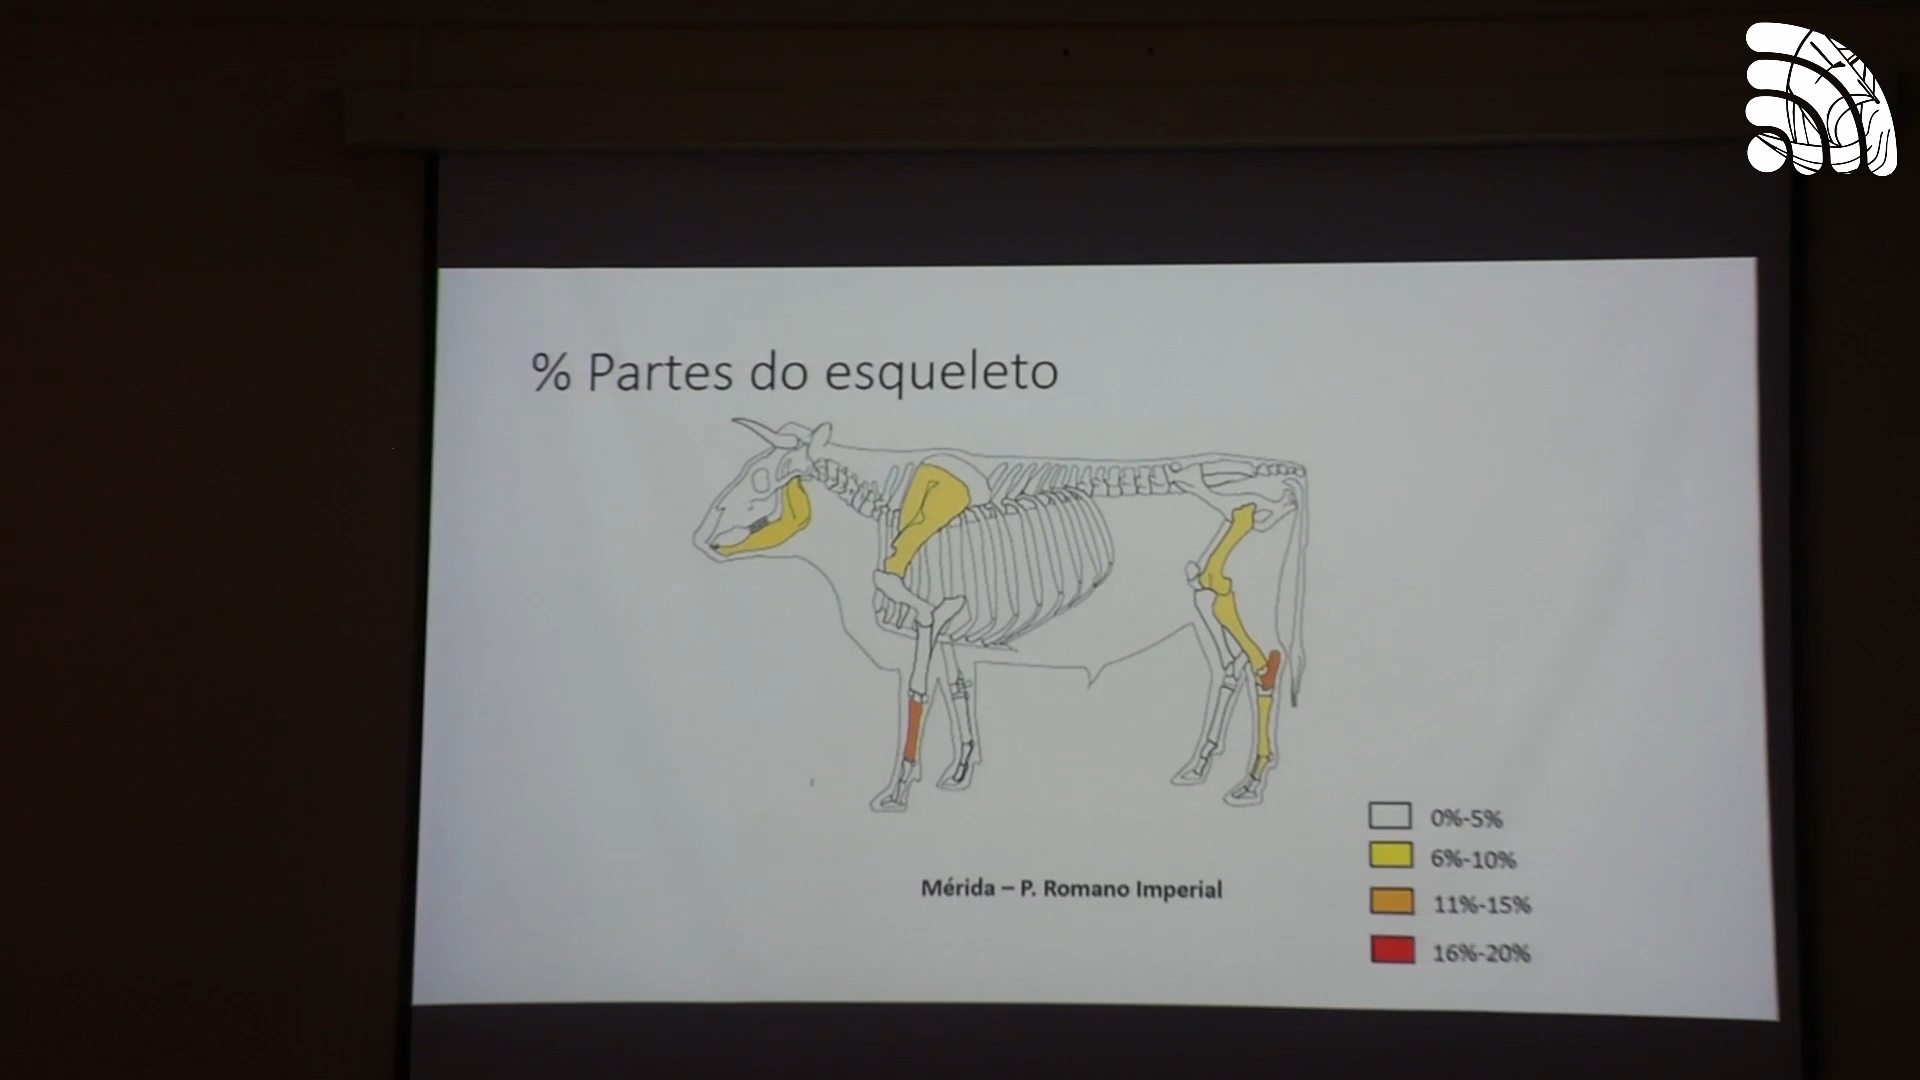 % Partes do esqueleto
Mérida – P. Romano Imperial
0%-5%
6%-10%
11%-15%
16%-20%